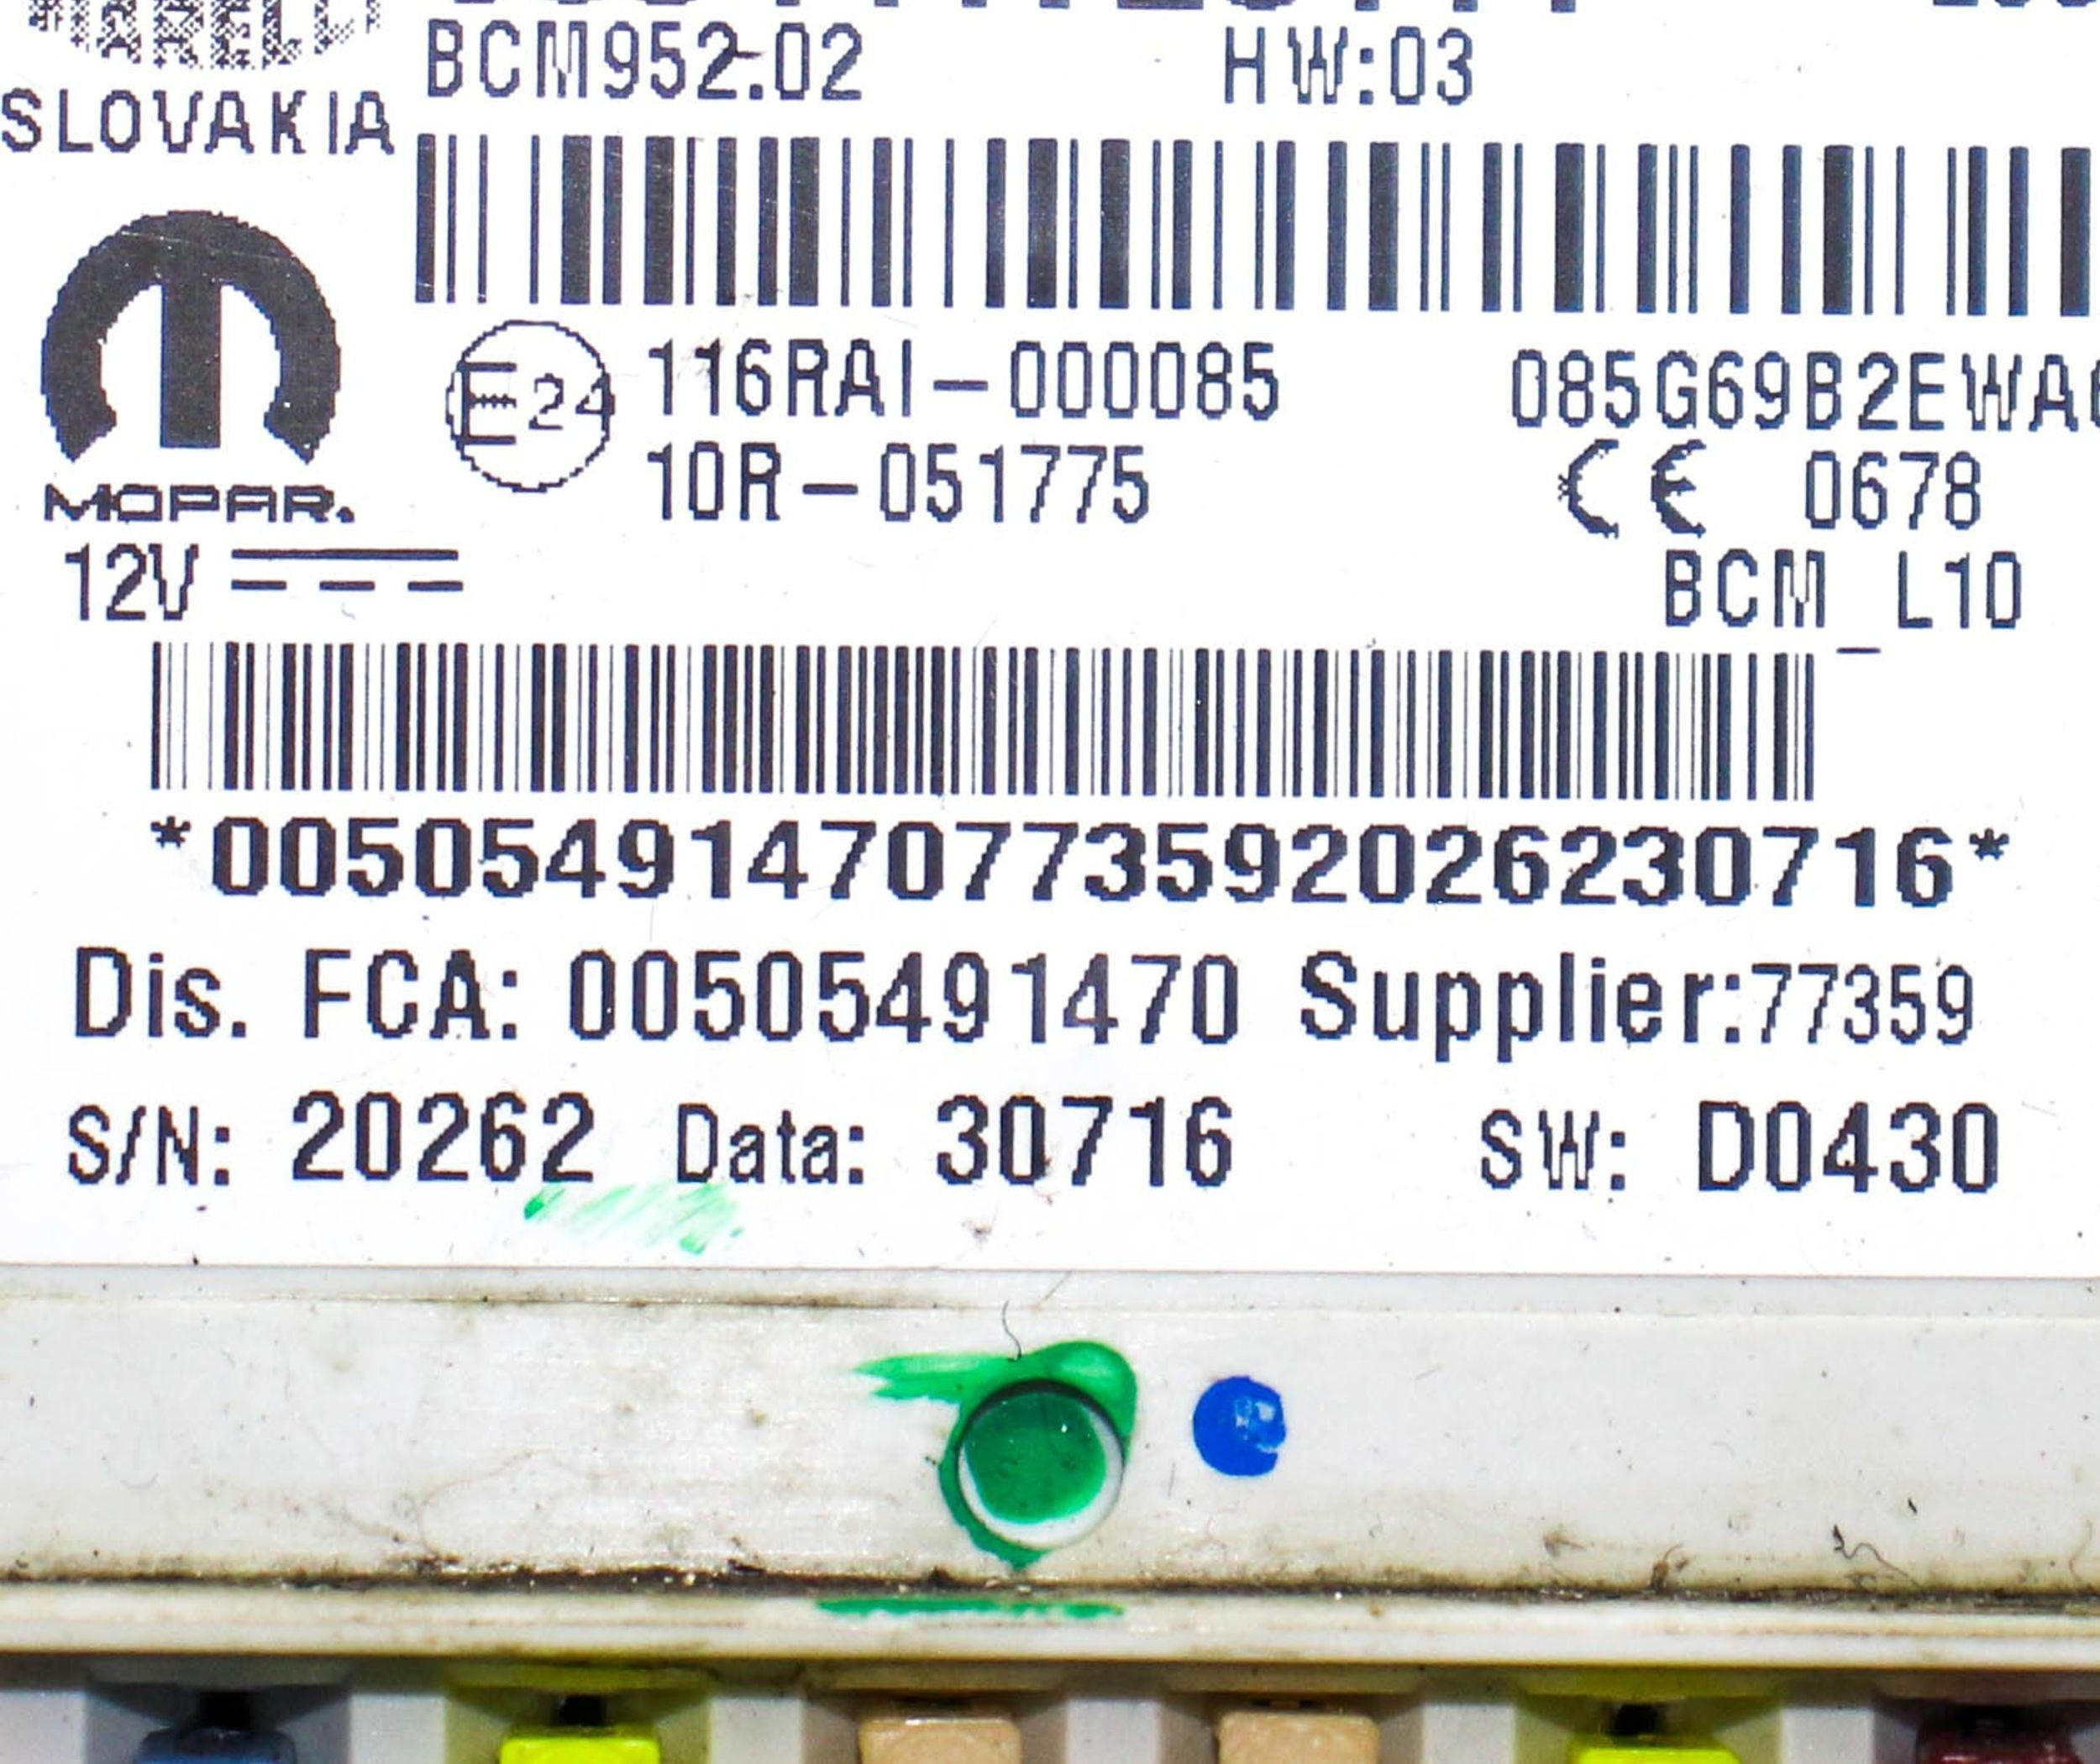 MARELLI
BCM952.02 HW:03
SLOVAKIA
E24 116RAI-000085 085G69B2EWA
10R-051775 CE 0678
MOPAR.
12V BCM_L10
*00505491470773592026230716*
Dis. FCA: 00505491470 Supplier:77359
S/N: 20262 Data: 30716 SW: D0430